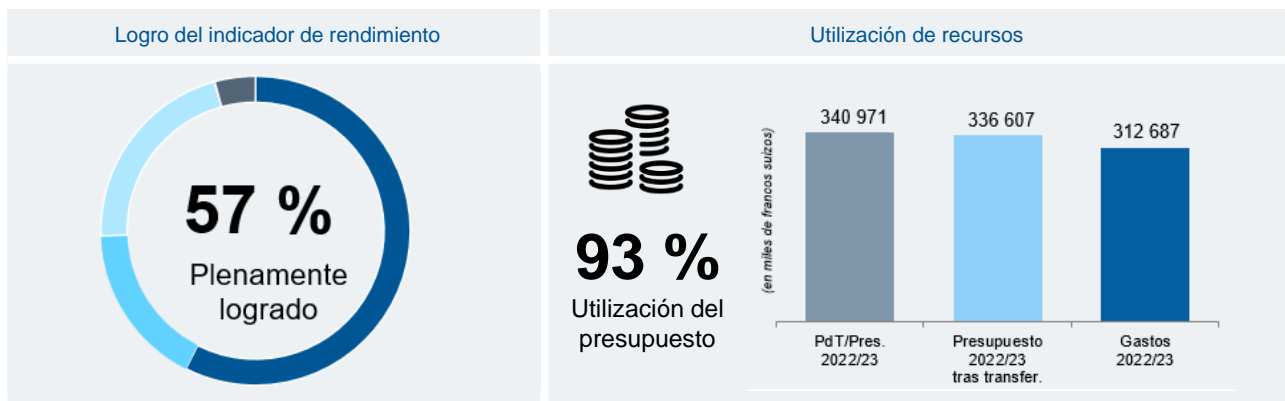 Logro del indicador de rendimiento
57 %
Plenamente
logrado
Utilización de recursos
93 %
Utilización del
presupuesto
(en miles de francos suizos)
340 971
336 607
312 687
PdT/Pres.
2022/23
Presupuesto
2022/23
tras transfer.
Gastos
2022/23